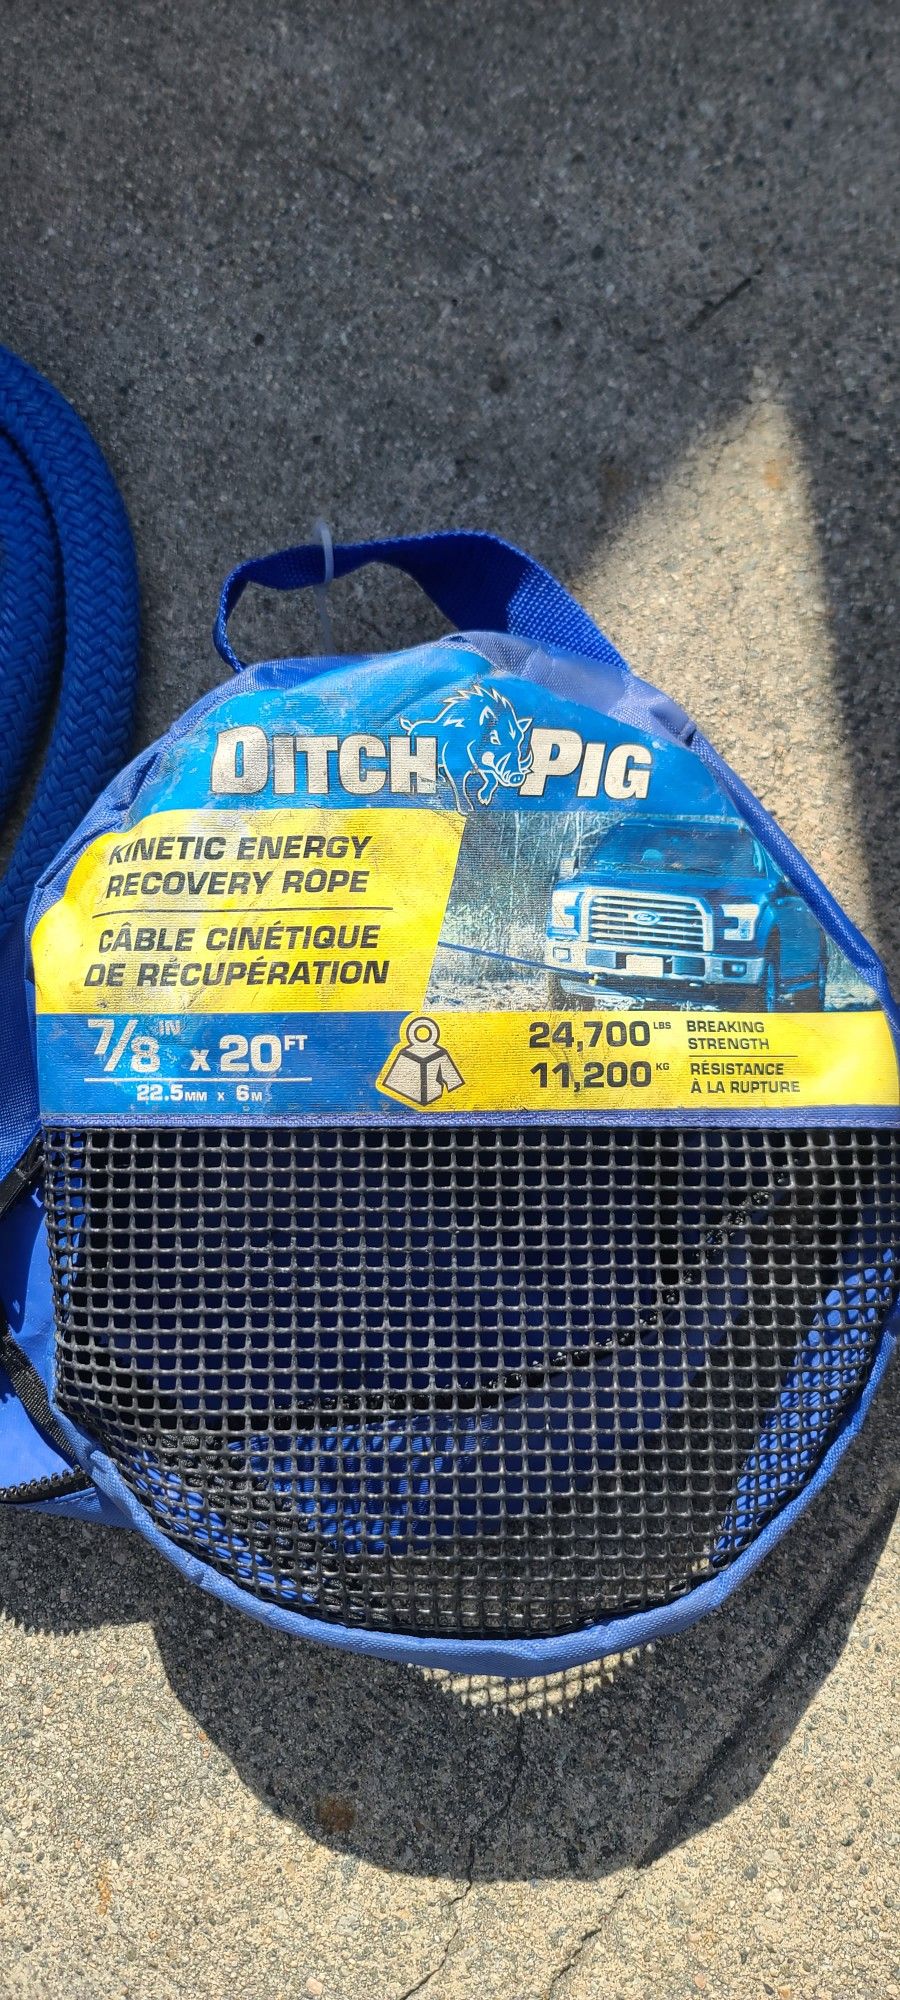 DITCH PIG
KINETIC ENERGY
RECOVERY ROPE
CÂBLE CINÉTIQUE
DE RÉCUPÉRATION
7/8 IN x 20 FT
22.5 MM x 6 M
24,700 LBS BREAKING STRENGTH
11,200 KG RÉSISTANCE À LA RUPTURE
Ford